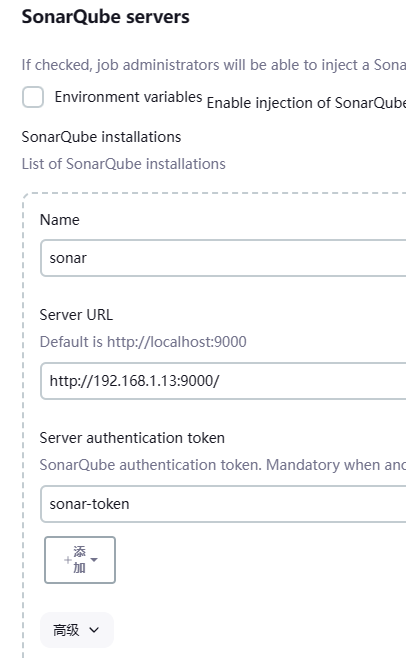 SonarQube servers
If checked, job administrators will be able to inject a Sona
Environment variables Enable injection of SonarQube
SonarQube installations
List of SonarQube installations
Name
sonar
Server URL
Default is http://localhost:9000
http://192.168.1.13:9000/
Server authentication token
SonarQube authentication token. Mandatory when ano
sonar-token
+添
加
高级